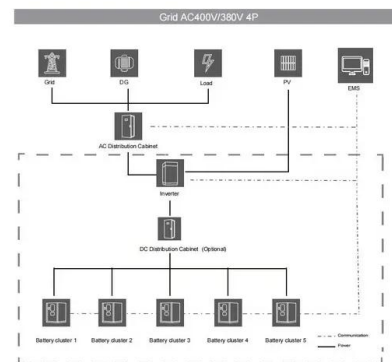 Grid AC400V/380V 4P
Grid
DG
Load
PV
EMS
AC Distribution Cabinet
Inverter
DC Distribution Cabinet (Optional)
Battery cluster 1
Battery cluster 2
Battery cluster 3
Battery cluster 4
Battery cluster 5
Communication
Power